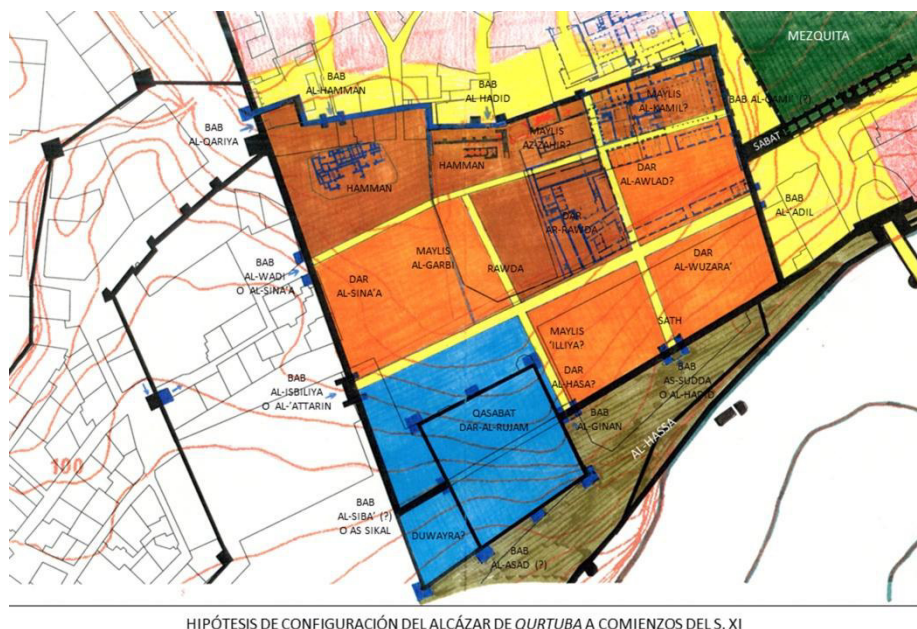 MEZQUITA
BAB
AL-HAMMAN
BAB
AL HADID
MAYLIS
AL-KAMIL?
BAB AL-GAMI' (?)
BAB
AL-QARIYA
MAYLIS
AZ-ZAHIR?
SABAT
HAMMAN
HAMMAN
DAR
AL-AWLAD?
BAB
AL-'ADIL
DAR
AR-RAWDA
MAYLIS
AL-GARBI
RAWDA
DAR
AL-WUZARA'
BAB
AL-WADI
O AL-SINA'A
DAR
AL-SINA'A
SATH
MAYLIS
'ILLIYA?
DAR
AL-HASA?
BAB
AS-SUDDA
O AL-HADID
BAB
AL-ISBILIYA
O AL-'ATTARIN
QASABAT
DAR-AL-RUJAM
BAB
AL-GINAN
AL-HASSA
100
BAB
AL-SIBA' (?)
O AS SIKAL
DUWAYRA?
BAB
AL-ASAD (?)
HIPÓTESIS DE CONFIGURACIÓN DEL ALCÁZAR DE QURTUBA A COMIENZOS DEL S. XI